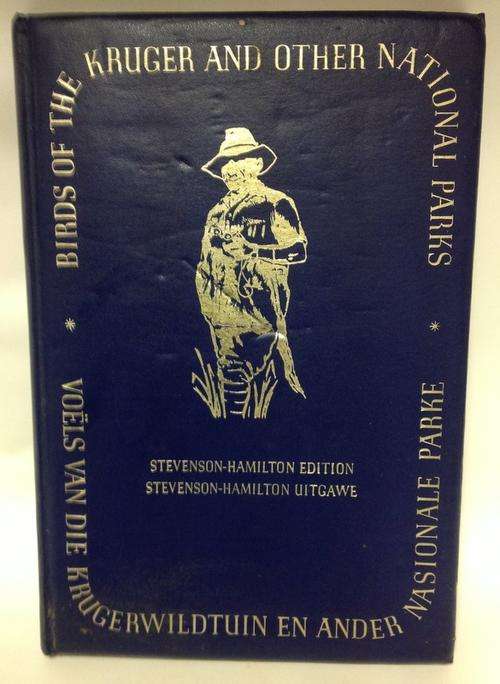 BIRDS OF THE KRUGER AND OTHER NATIONAL PARKS
* *
STEVENSON-HAMILTON EDITION
STEVENSON-HAMILTON UITGAWE
VOËLS VAN DIE KRUGERWILDTUIN EN ANDER NASIONALE PARKE